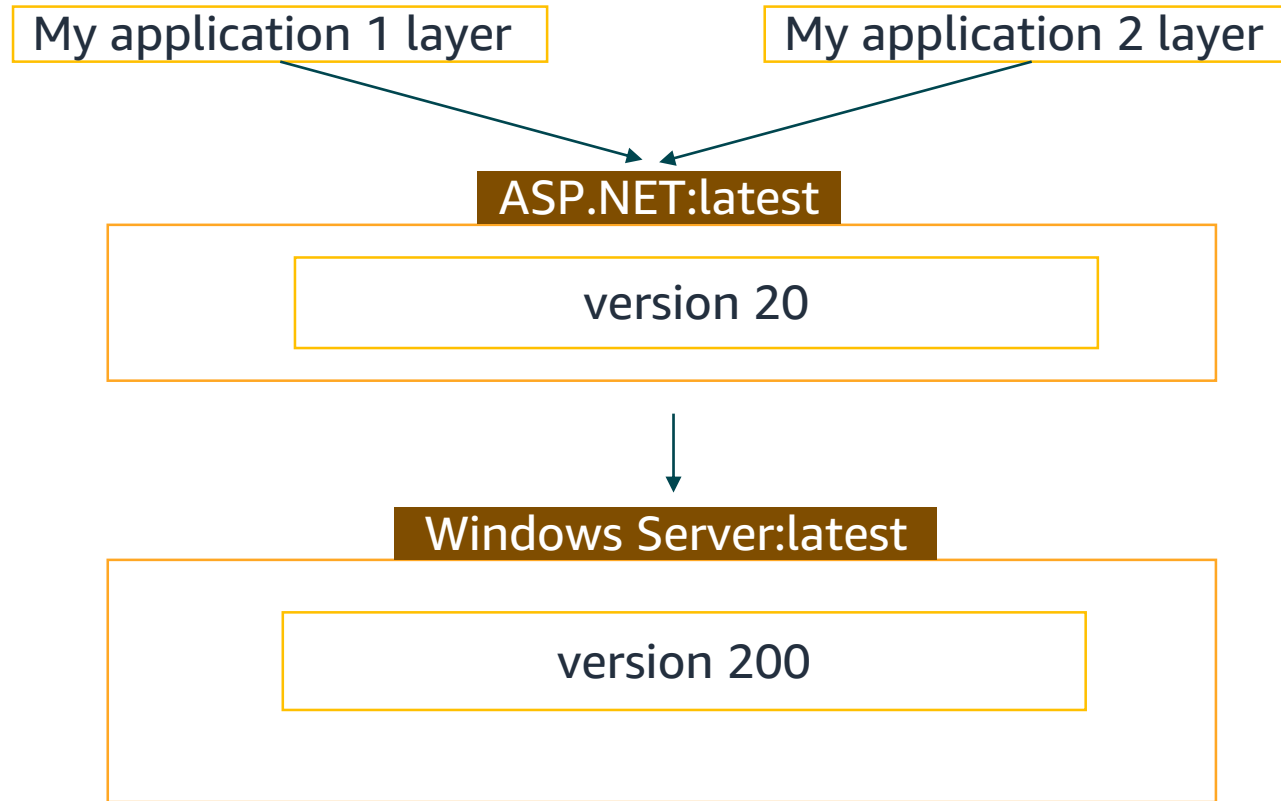 My application 1 layer
My application 2 layer
ASP.NET:latest
version 20
Windows Server:latest
version 200